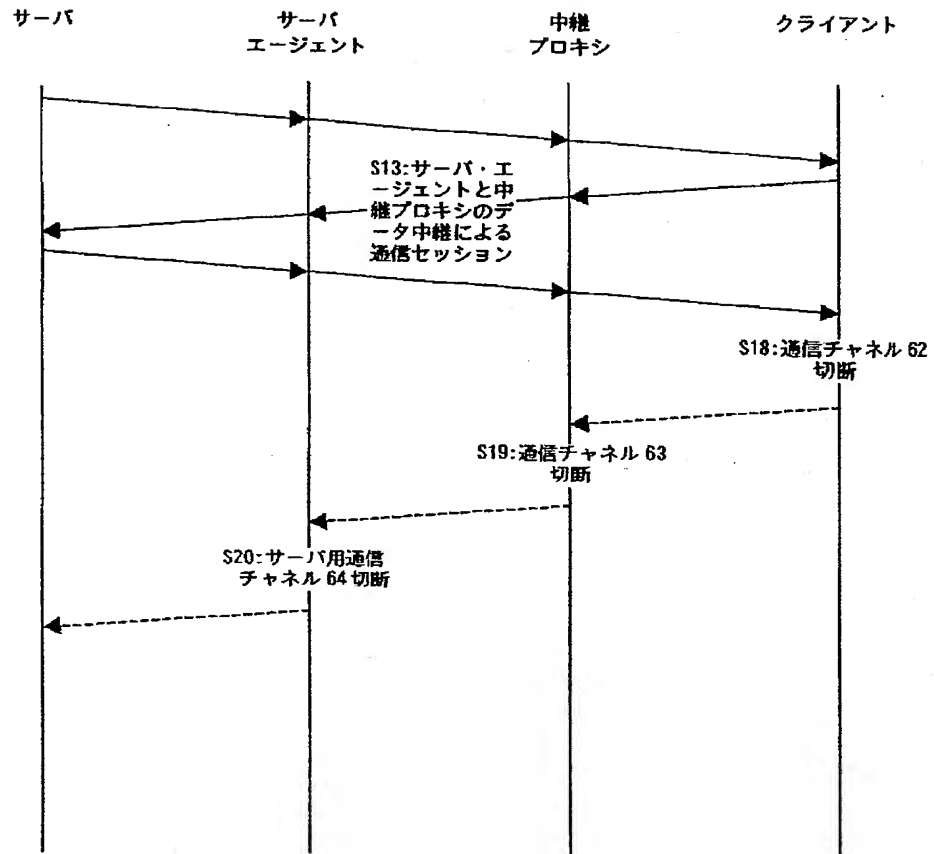 サーバ
サーバ
エージェント
中継
プロキシ
クライアント
S13:サーバ・エ
ージェントと中
継プロキシのデ
ータ中継による
通信セッション
S18:通信チャネル 62
切断
S19:通信チャネル 63
切断
S20:サーバ用通信
チャネル 64 切断